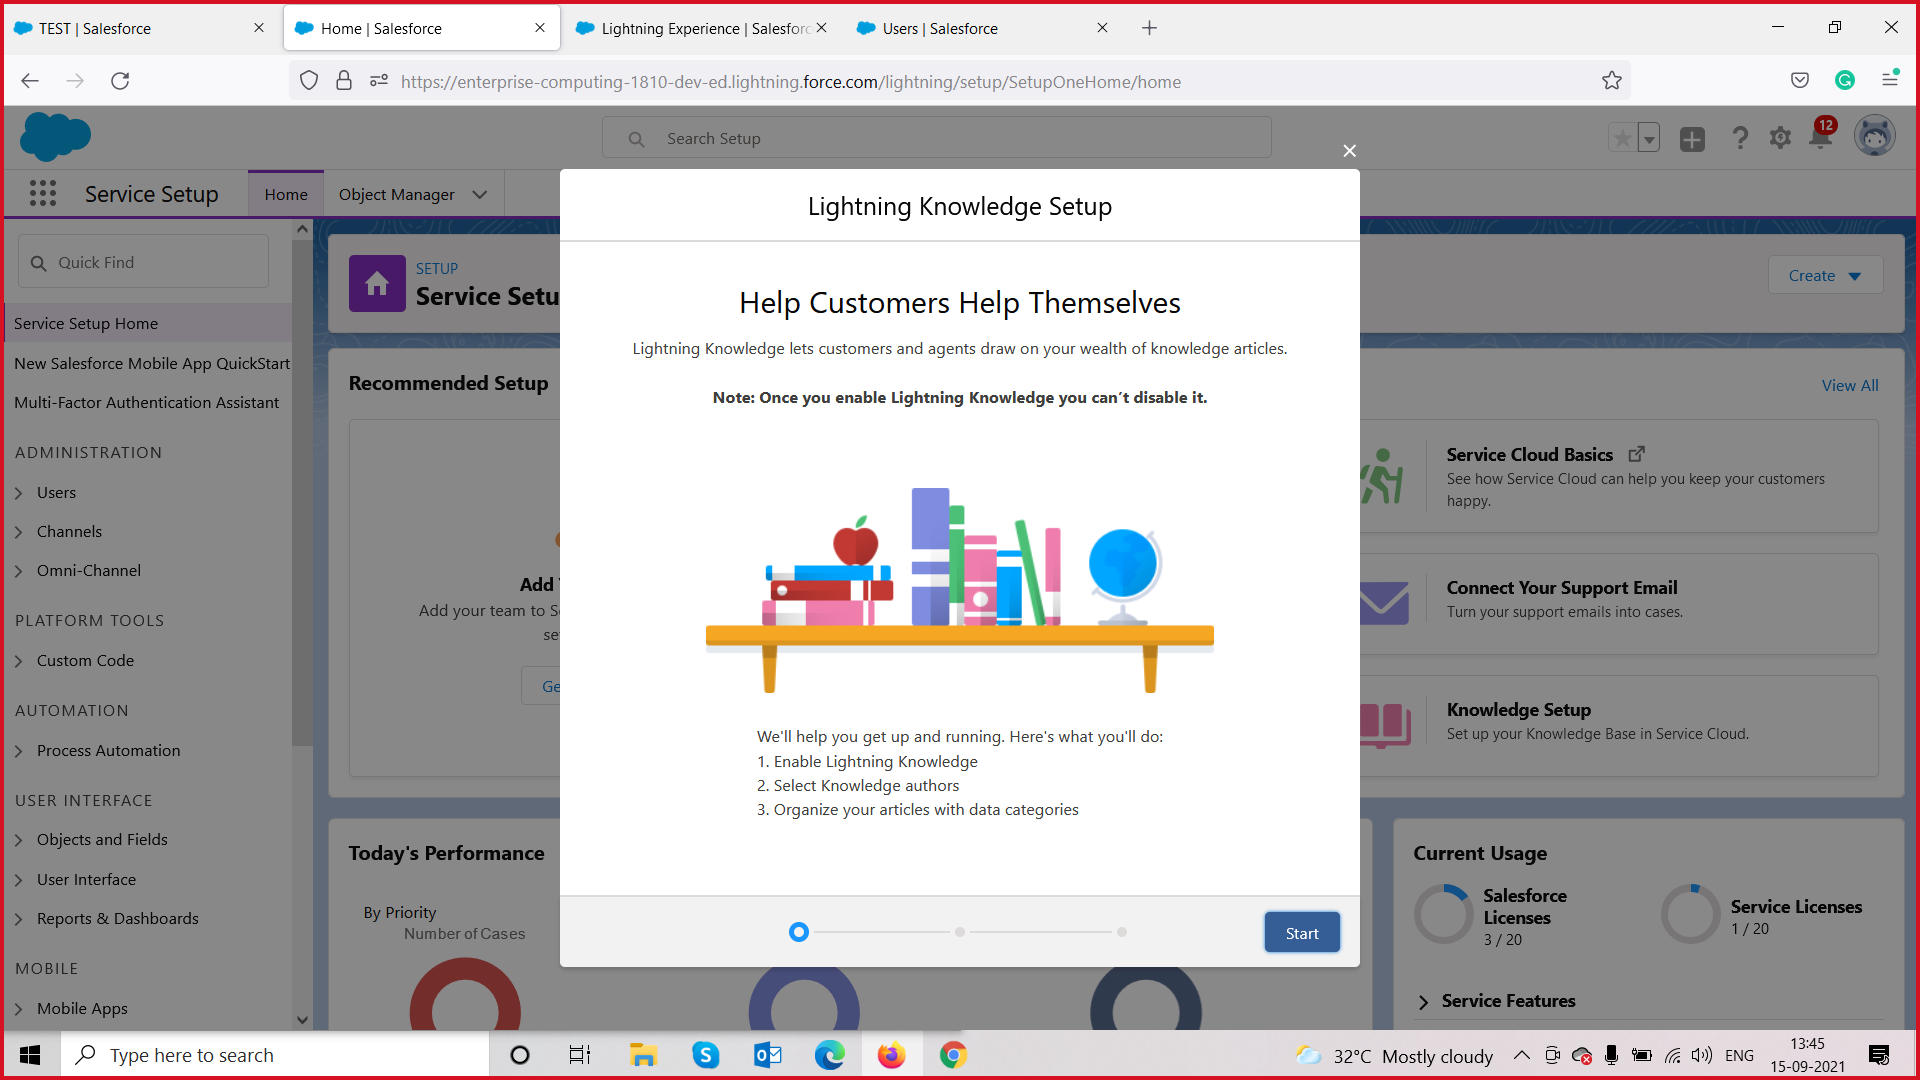 TEST | Salesforce
Home | Salesforce
Lightning Experience | Salesforc
Users | Salesforce
https://enterprise-computing-1810-dev-ed.lightning.force.com/lightning/setup/SetupOneHome/home
Search Setup
12
Service Setup
Home
Object Manager
Quick Find
Service Setup Home
New Salesforce Mobile App QuickStart
Multi-Factor Authentication Assistant
ADMINISTRATION
Users
Channels
Omni-Channel
PLATFORM TOOLS
Custom Code
AUTOMATION
Process Automation
USER INTERFACE
Objects and Fields
User Interface
Reports & Dashboards
MOBILE
Mobile Apps
SETUP
Service Setu
Create
Recommended Setup
View All
Add
Add your team to S
se
Ge
Lightning Knowledge Setup
Help Customers Help Themselves
Lightning Knowledge lets customers and agents draw on your wealth of knowledge articles.
Note: Once you enable Lightning Knowledge you can't disable it.
We'll help you get up and running. Here's what you'll do:
1. Enable Lightning Knowledge
2. Select Knowledge authors
3. Organize your articles with data categories
Start
Service Cloud Basics
See how Service Cloud can help you keep your customers
happy.
Connect Your Support Email
Turn your support emails into cases.
Knowledge Setup
Set up your Knowledge Base in Service Cloud.
Today's Performance
By Priority
Number of Cases
Current Usage
Salesforce
Licenses
3 / 20
Service Licenses
1 / 20
Service Features
Type here to search
32°C Mostly cloudy
ENG
13:45
15-09-2021